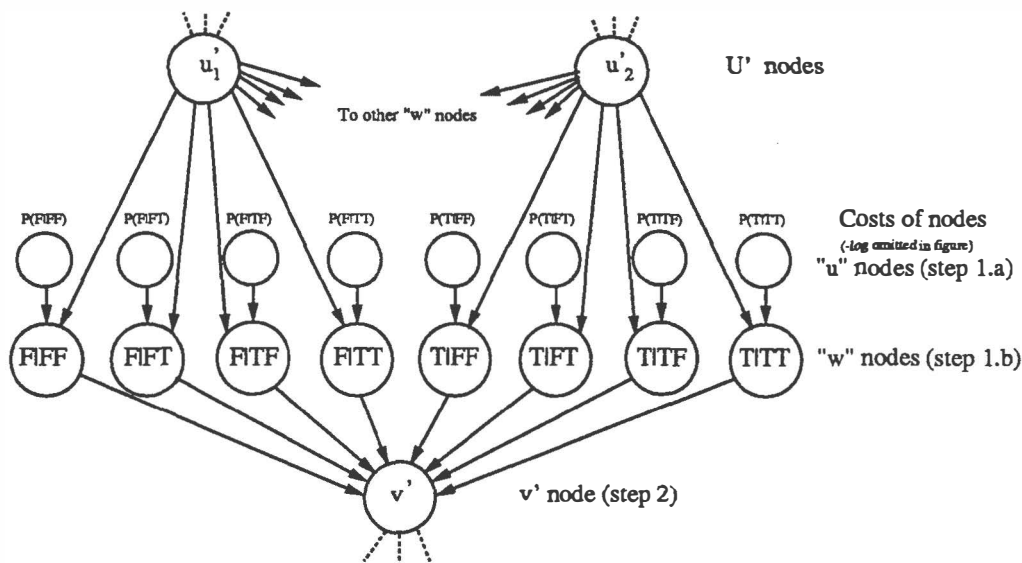 u'1
u'2
U' nodes
To other "w" nodes
P(F|FF) P(F|FT) P(F|TF) P(F|TT) P(T|FF) P(T|FT) P(T|TF) P(T|TT)
Costs of nodes
(-log omitted in figure)
"u" nodes (step 1.a)
F|FF F|FT F|TF F|TT T|FF T|FT T|TF T|TT
"w" nodes (step 1.b)
v'
v' node (step 2)